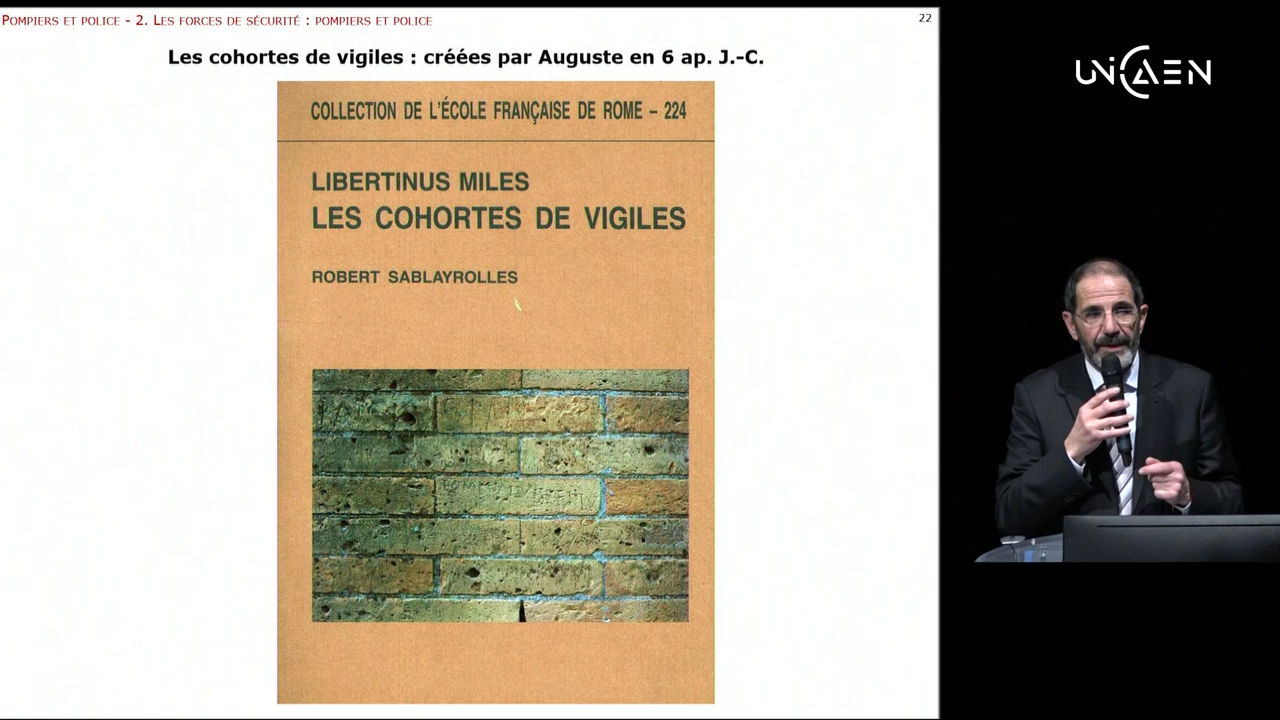 Pompiers et police - 2. Les forces de sécurité : pompiers et police
22
Les cohortes de vigiles : créées par Auguste en 6 ap. J.-C.
COLLECTION DE L'ÉCOLE FRANÇAISE DE ROME – 224
LIBERTINUS MILES
LES COHORTES DE VIGILES
ROBERT SABLAYROLLES
UNICAEN